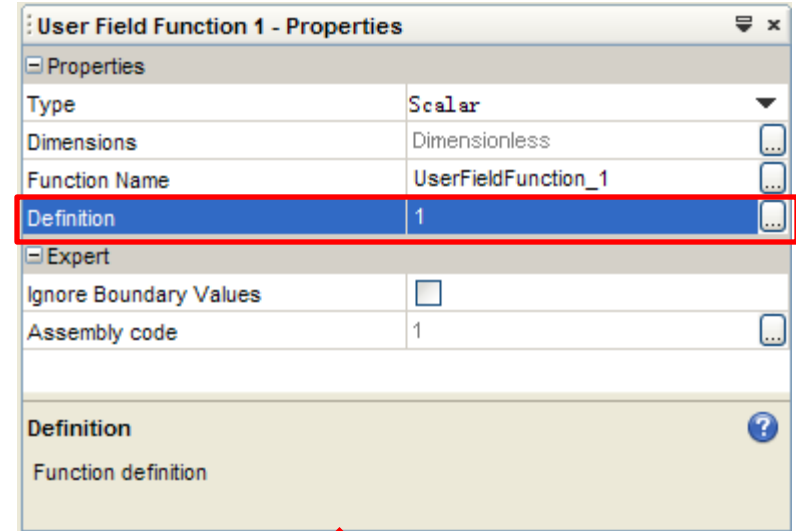 User Field Function 1 - Properties
Properties
Type Scalar
Dimensions Dimensionless ...
Function Name UserFieldFunction_1 ...
Definition 1 ...
Expert
Ignore Boundary Values
Assembly code 1 ...
Definition ?
Function definition